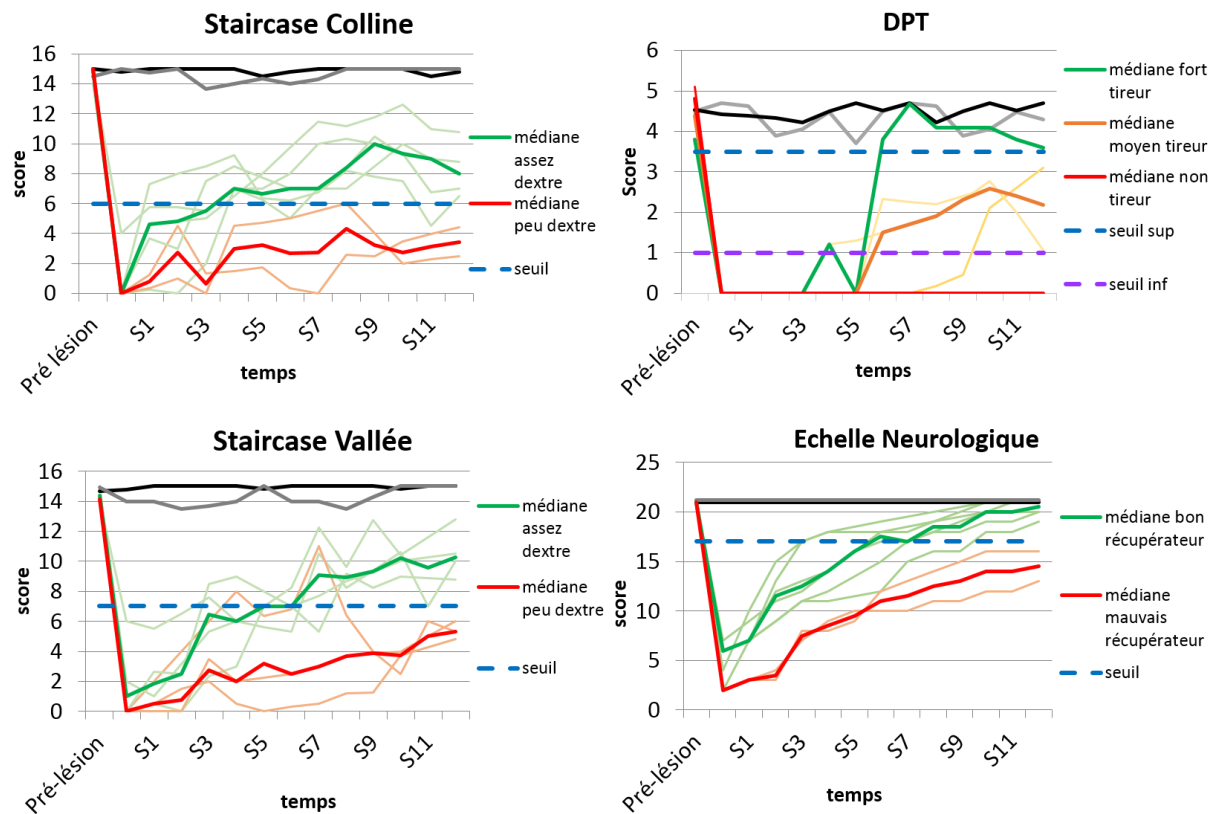 Staircase Colline
16
14
12
10
8
6
4
2
0
score
Pré lésion
S1
S3
S5
S7
S9
S11
temps
médiane
assez
dextre
médiane
peu dextre
seuil
DPT
6
5
4
3
2
1
0
Score
Pré-lésion
S1
S3
S5
S7
S9
S11
temps
médiane fort
tireur
médiane
moyen tireur
médiane non
tireur
seuil sup
seuil inf
Staircase Vallée
16
14
12
10
8
6
4
2
0
score
Pré-lésion
S1
S3
S5
S7
S9
S11
temps
médiane
assez
dextre
médiane
peu dextre
seuil
Echelle Neurologique
25
20
15
10
5
0
score
Pré-lésion
S1
S3
S5
S7
S9
S11
temps
médiane bon
récupérateur
médiane
mauvais
récupérateur
seuil